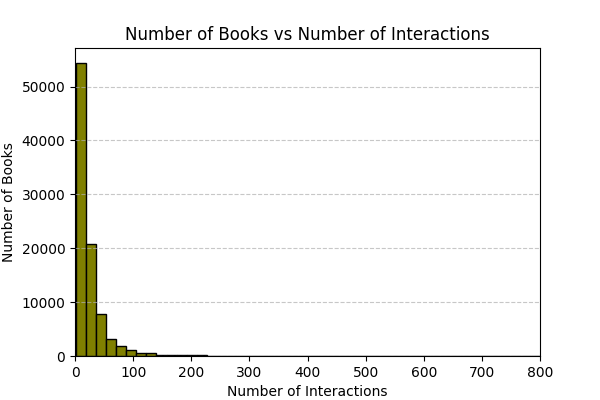 Number of Books vs Number of Interactions
50000
40000
30000
20000
10000
0
Number of Books
0 100 200 300 400 500 600 700 800
Number of Interactions